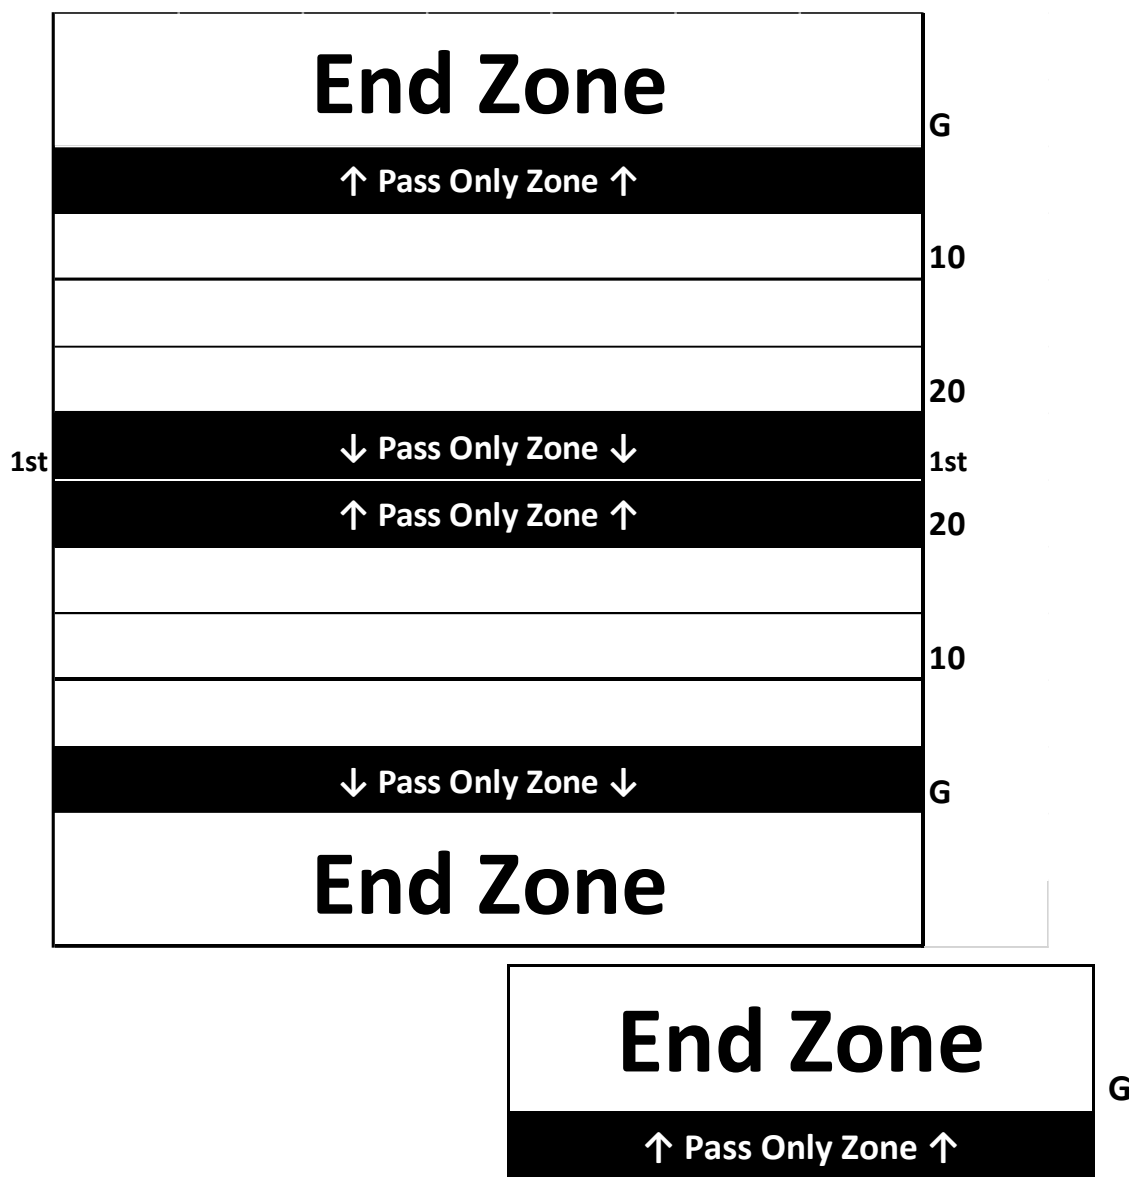 End Zone
G
↑ Pass Only Zone ↑
10
20
1st ↓ Pass Only Zone ↓ 1st
↑ Pass Only Zone ↑ 20
10
↓ Pass Only Zone ↓ G
End Zone
End Zone
G
↑ Pass Only Zone ↑